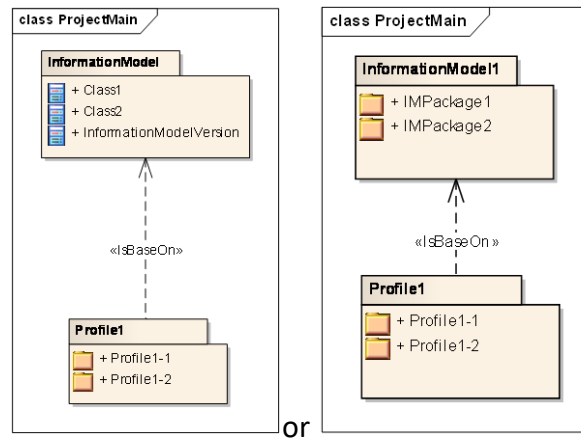 class ProjectMain
InformationModel
+ Class1
+ Class2
+ InformationModelVersion
«IsBaseOn»
Profile1
+ Profile1-1
+ Profile1-2
or
class ProjectMain
InformationModel1
+ IMPackage1
+ IMPackage2
«IsBaseOn»
Profile1
+ Profile1-1
+ Profile1-2